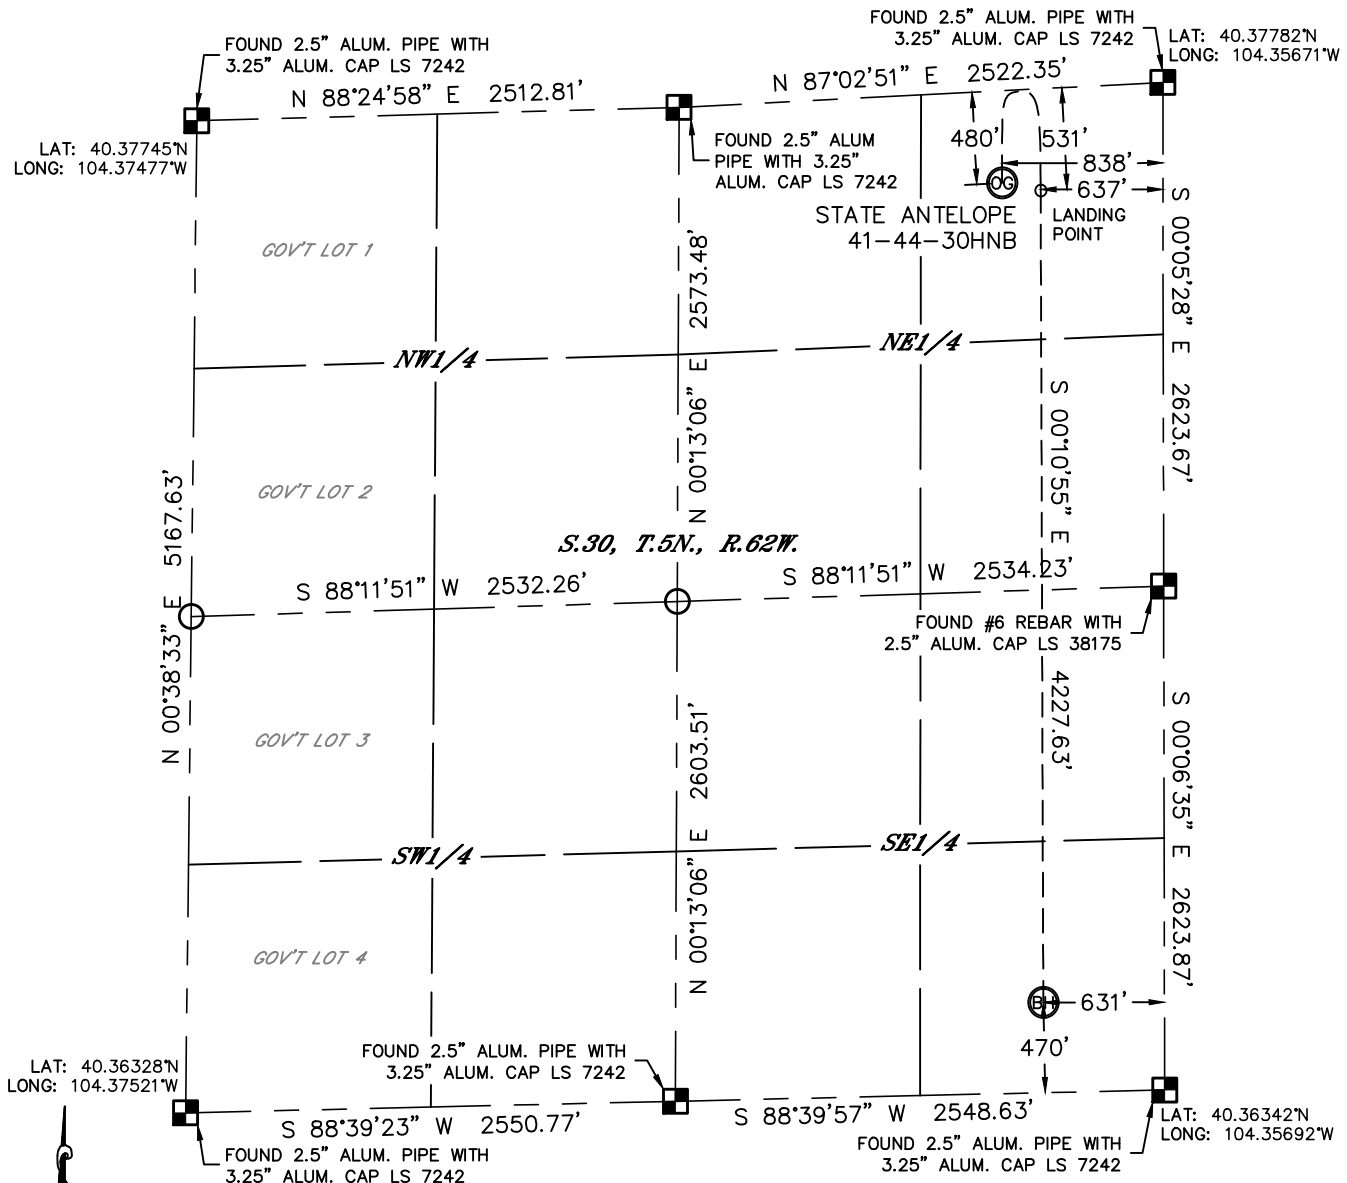 FOUND 2.5" ALUM. PIPE WITH
3.25" ALUM. CAP LS 7242
FOUND 2.5" ALUM. PIPE WITH
3.25" ALUM. CAP LS 7242
LAT: 40.37782°N
LONG: 104.35671°W
N 88°24'58" E 2512.81'
N 87°02'51" E 2522.35'
LAT: 40.37745°N
LONG: 104.37477°W
FOUND 2.5" ALUM
PIPE WITH 3.25"
ALUM. CAP LS 7242
480'
531'
838'
OG
637'
STATE ANTELOPE
41-44-30HNB
LANDING
POINT
GOV'T LOT 1
N 00°13'06" E 2573.48'
S 00°05'28" E 2623.67'
NW1/4
NE1/4
S 00°10'55" E 4227.63'
GOV'T LOT 2
N 00°38'33" E 5167.63'
S.30, T.5N., R.62W.
S 88°11'51" W 2532.26'
S 88°11'51" W 2534.23'
FOUND #6 REBAR WITH
2.5" ALUM. CAP LS 38175
GOV'T LOT 3
N 00°13'06" E 2603.51'
S 00°06'35" E 2623.87'
SW1/4
SE1/4
GOV'T LOT 4
BH
631'
470'
FOUND 2.5" ALUM. PIPE WITH
3.25" ALUM. CAP LS 7242
LAT: 40.36328°N
LONG: 104.37521°W
S 88°39'23" W 2550.77'
S 88°39'57" W 2548.63'
LAT: 40.36342°N
LONG: 104.35692°W
FOUND 2.5" ALUM. PIPE WITH
3.25" ALUM. CAP LS 7242
FOUND 2.5" ALUM. PIPE WITH
3.25" ALUM. CAP LS 7242